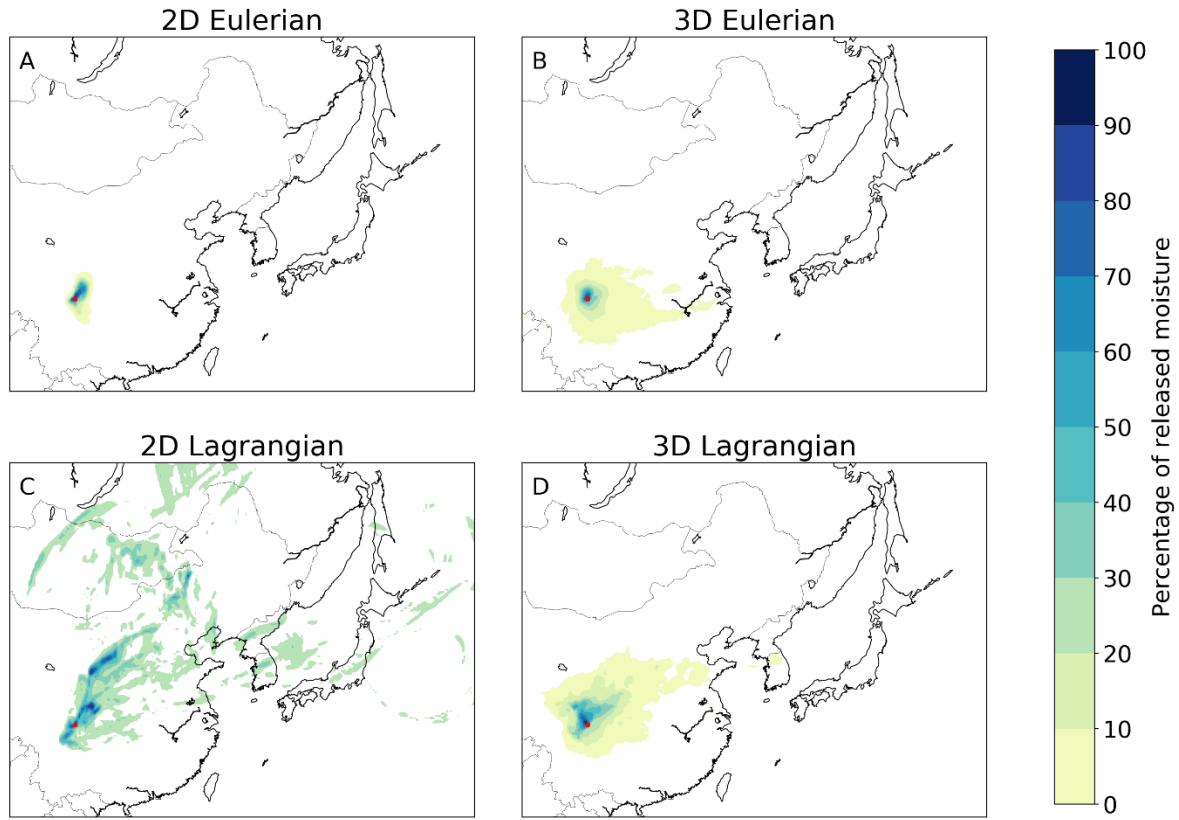 2D Eulerian
3D Eulerian
A
B
2D Lagrangian
3D Lagrangian
C
D
100
90
80
70
60
50
40
30
20
10
0
Percentage of released moisture